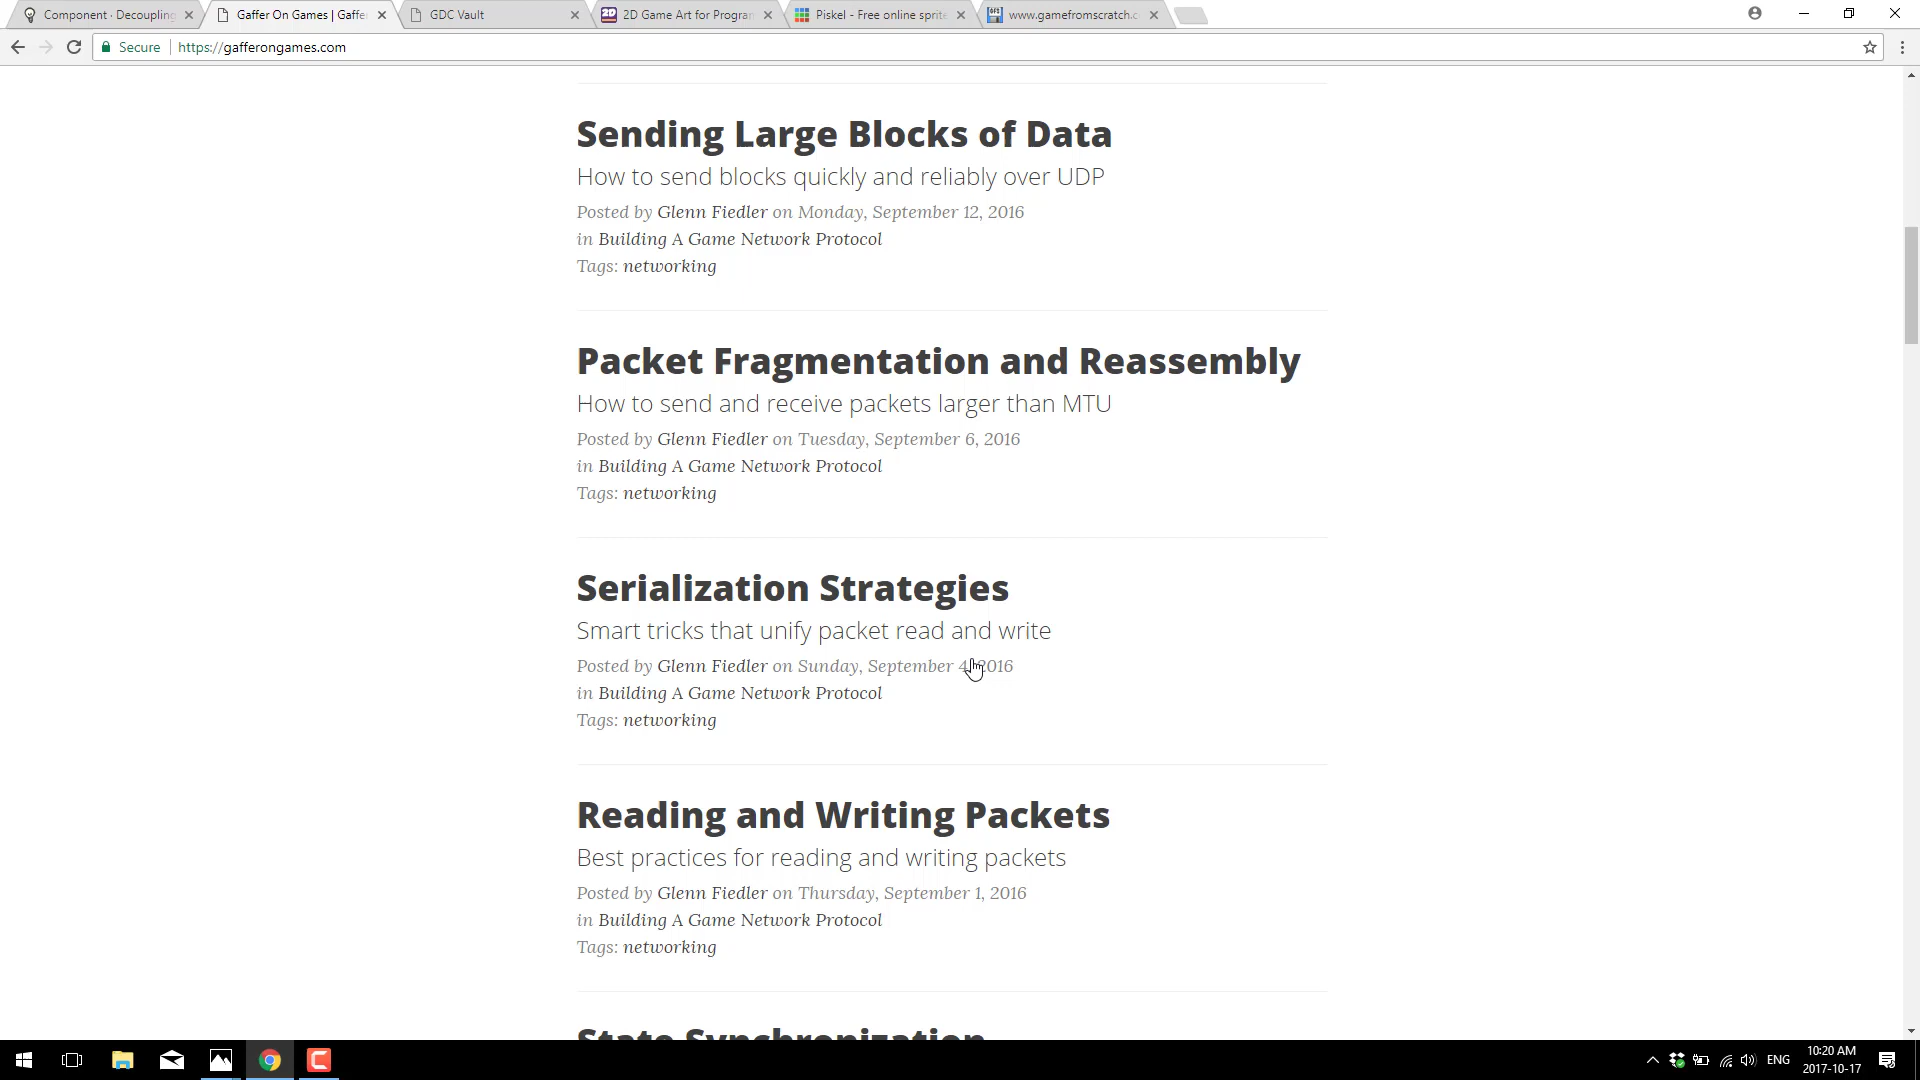 Component · Decoupling
Gaffer On Games | Gaffe
GDC Vault
2D Game Art for Program
Piskel - Free online sprite
www.gamefromscratch.c
Secure
https://gafferongames.com
Sending Large Blocks of Data
How to send blocks quickly and reliably over UDP
Posted by Glenn Fiedler on Monday, September 12, 2016
in Building A Game Network Protocol
Tags: networking
Packet Fragmentation and Reassembly
How to send and receive packets larger than MTU
Posted by Glenn Fiedler on Tuesday, September 6, 2016
in Building A Game Network Protocol
Tags: networking
Serialization Strategies
Smart tricks that unify packet read and write
Posted by Glenn Fiedler on Sunday, September 4, 2016
in Building A Game Network Protocol
Tags: networking
Reading and Writing Packets
Best practices for reading and writing packets
Posted by Glenn Fiedler on Thursday, September 1, 2016
in Building A Game Network Protocol
Tags: networking
State Synchronization
ENG
10:20 AM
2017-10-17